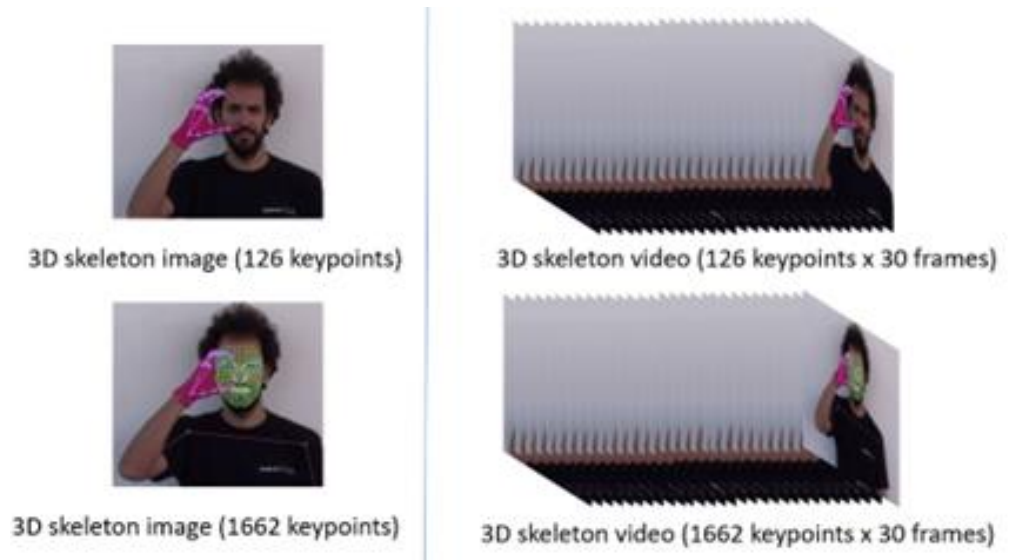 3D skeleton image (126 keypoints)
3D skeleton video (126 keypoints x 30 frames)
3D skeleton image (1662 keypoints)
3D skeleton video (1662 keypoints x 30 frames)